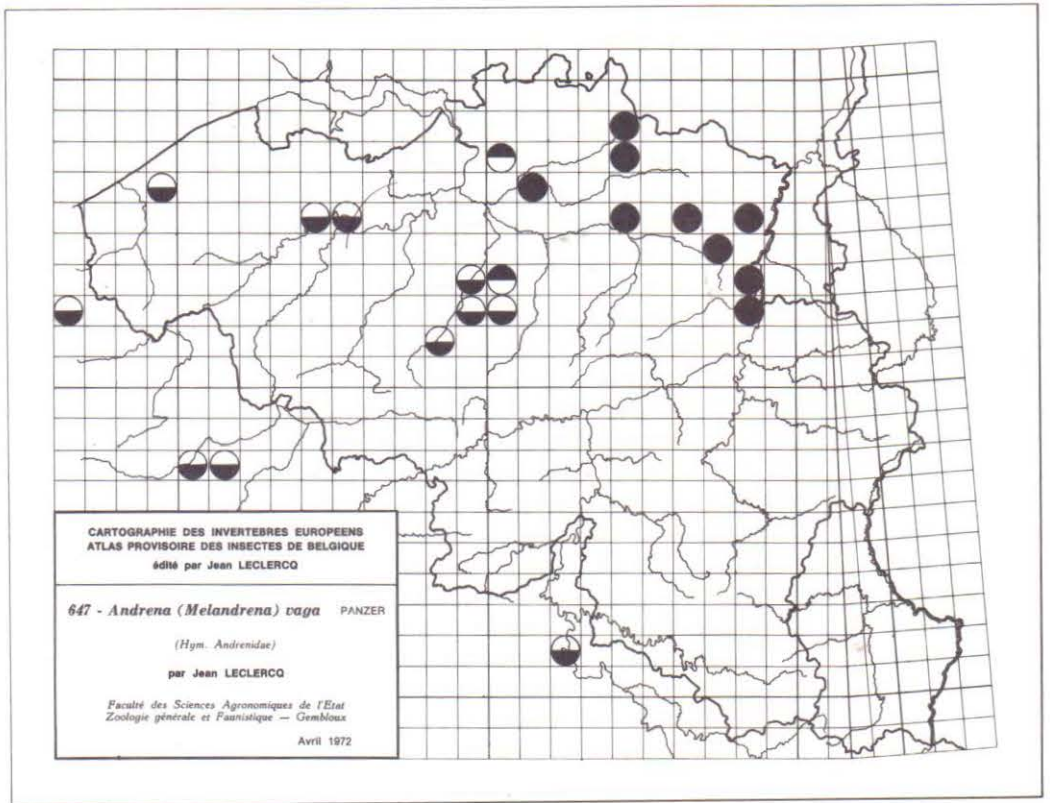 CARTOGRAPHIE DES INVERTEBRES EUROPEENS
ATLAS PROVISOIRE DES INSECTES DE BELGIQUE
édité par Jean LECLERCQ
647 - Andrena (Melandrena) vaga PANZER
(Hym. Andrenidae)
par Jean LECLERCQ
Faculté des Sciences Agronomiques de l'Etat
Zoologie générale et Faunistique — Gembloux
Avril 1972